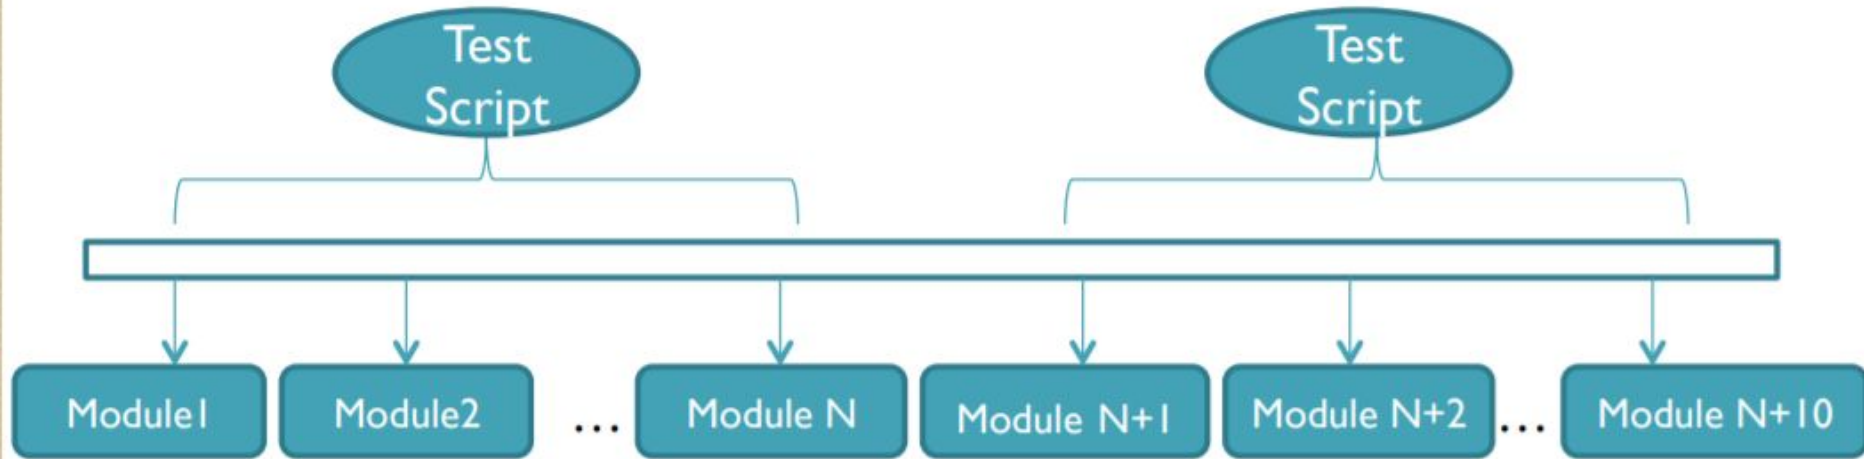 Test
Script
Test
Script
Module1
Module2
...
Module N
Module N+1
Module N+2
...
Module N+10